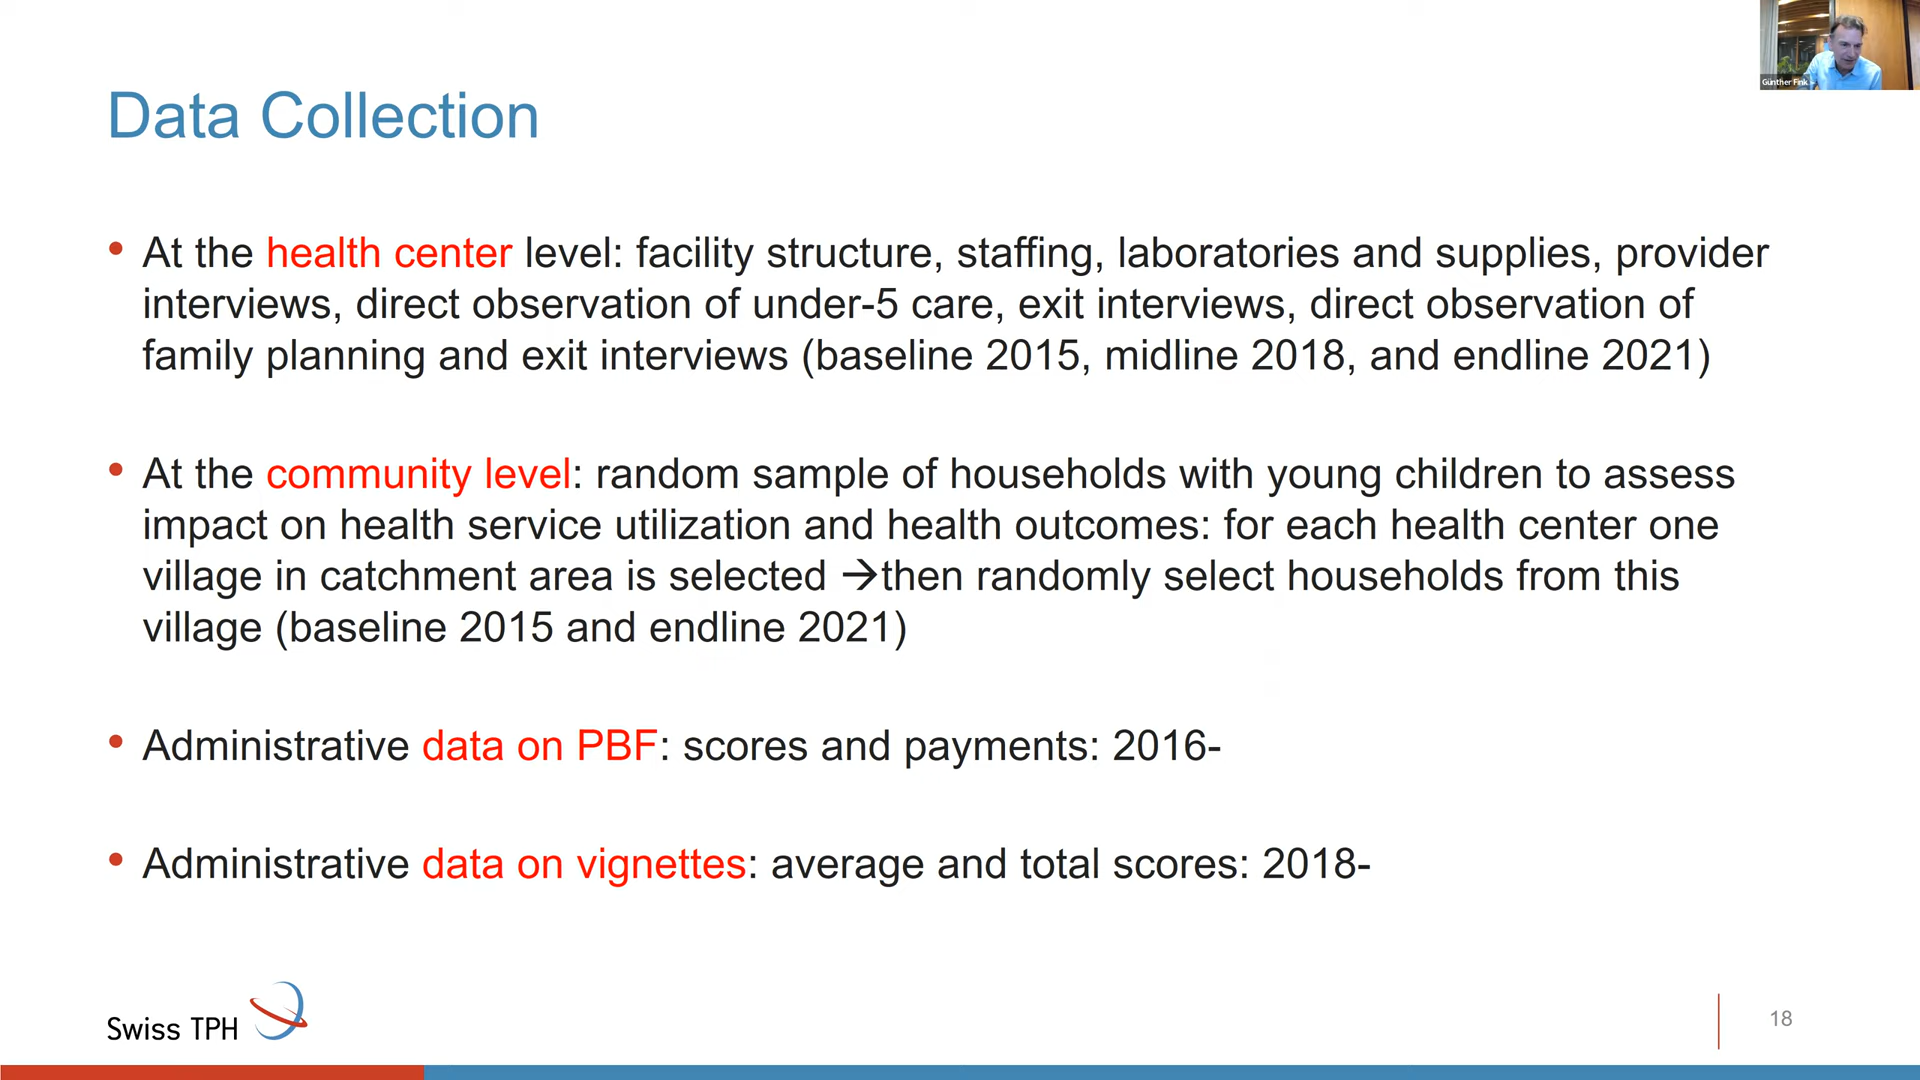 Günther Fink
Data Collection
• At the health center level: facility structure, staffing, laboratories and supplies, provider
interviews, direct observation of under-5 care, exit interviews, direct observation of
family planning and exit interviews (baseline 2015, midline 2018, and endline 2021)
• At the community level: random sample of households with young children to assess
impact on health service utilization and health outcomes: for each health center one
village in catchment area is selected →then randomly select households from this
village (baseline 2015 and endline 2021)
• Administrative data on PBF: scores and payments: 2016-
• Administrative data on vignettes: average and total scores: 2018-
Swiss TPH
18